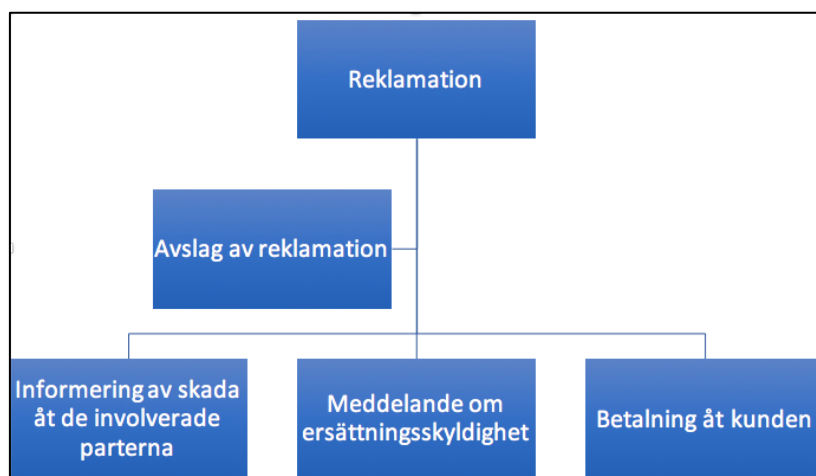 Reklamation
Avslag av reklamation
Informering av skada
åt de involverade
parterna
Meddelande om
ersättningsskyldighet
Betalning åt kunden